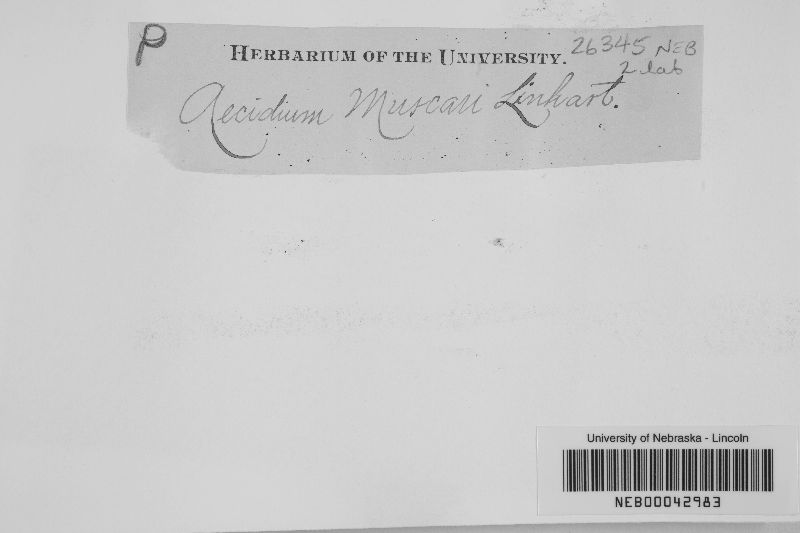 P
HERBARIUM OF THE UNIVERSITY.
26345 NEB
2 lab
Aecidium Muscari Linhart.
University of Nebraska - Lincoln
NEB00042983